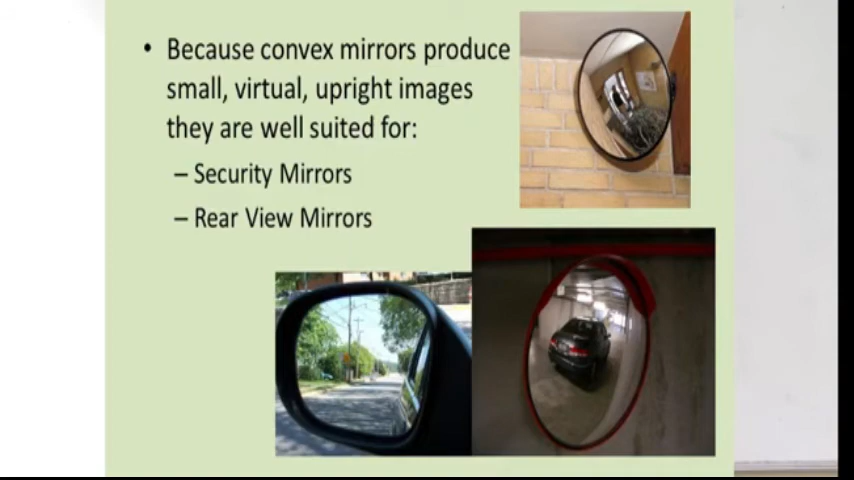 • Because convex mirrors produce
small, virtual, upright images
they are well suited for:
– Security Mirrors
– Rear View Mirrors